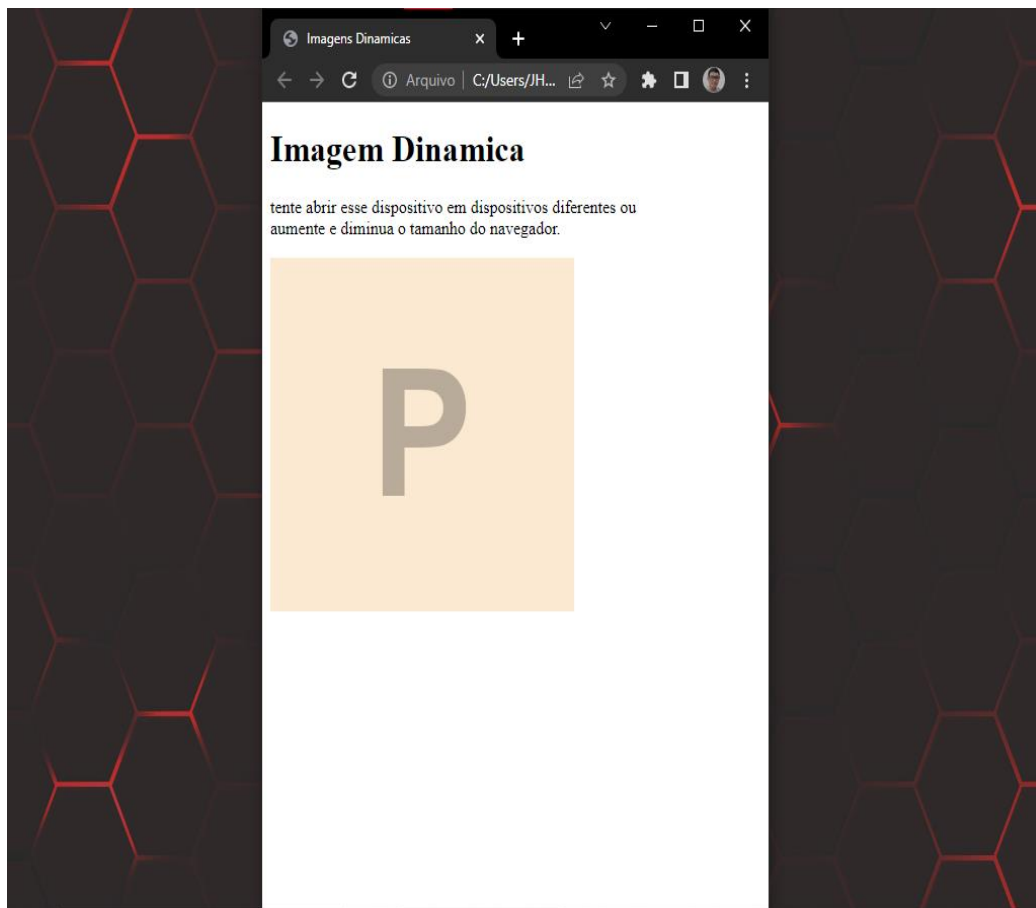 Imagens Dinamicas
Arquivo | C:/Users/JH...
Imagem Dinamica
tente abrir esse dispositivo em dispositivos diferentes ou
aumente e diminua o tamanho do navegador.
P